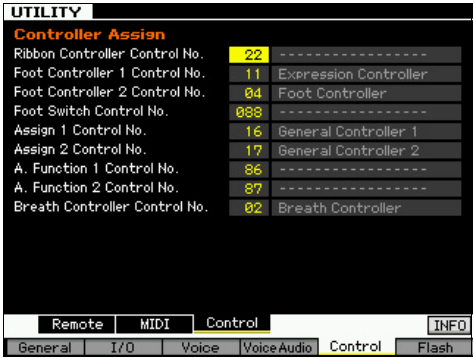 UTILITY
Controller Assign
Ribbon Controller Control No. 22 -----------------
Foot Controller 1 Control No. 11 Expression Controller
Foot Controller 2 Control No. 04 Foot Controller
Foot Switch Control No. 088 -----------------
Assign 1 Control No. 16 General Controller 1
Assign 2 Control No. 17 General Controller 2
A. Function 1 Control No. 86 -----------------
A. Function 2 Control No. 87 -----------------
Breath Controller Control No. 02 Breath Controller
Remote MIDI Control INFO
General I/O Voice Voice Audio Control Flash